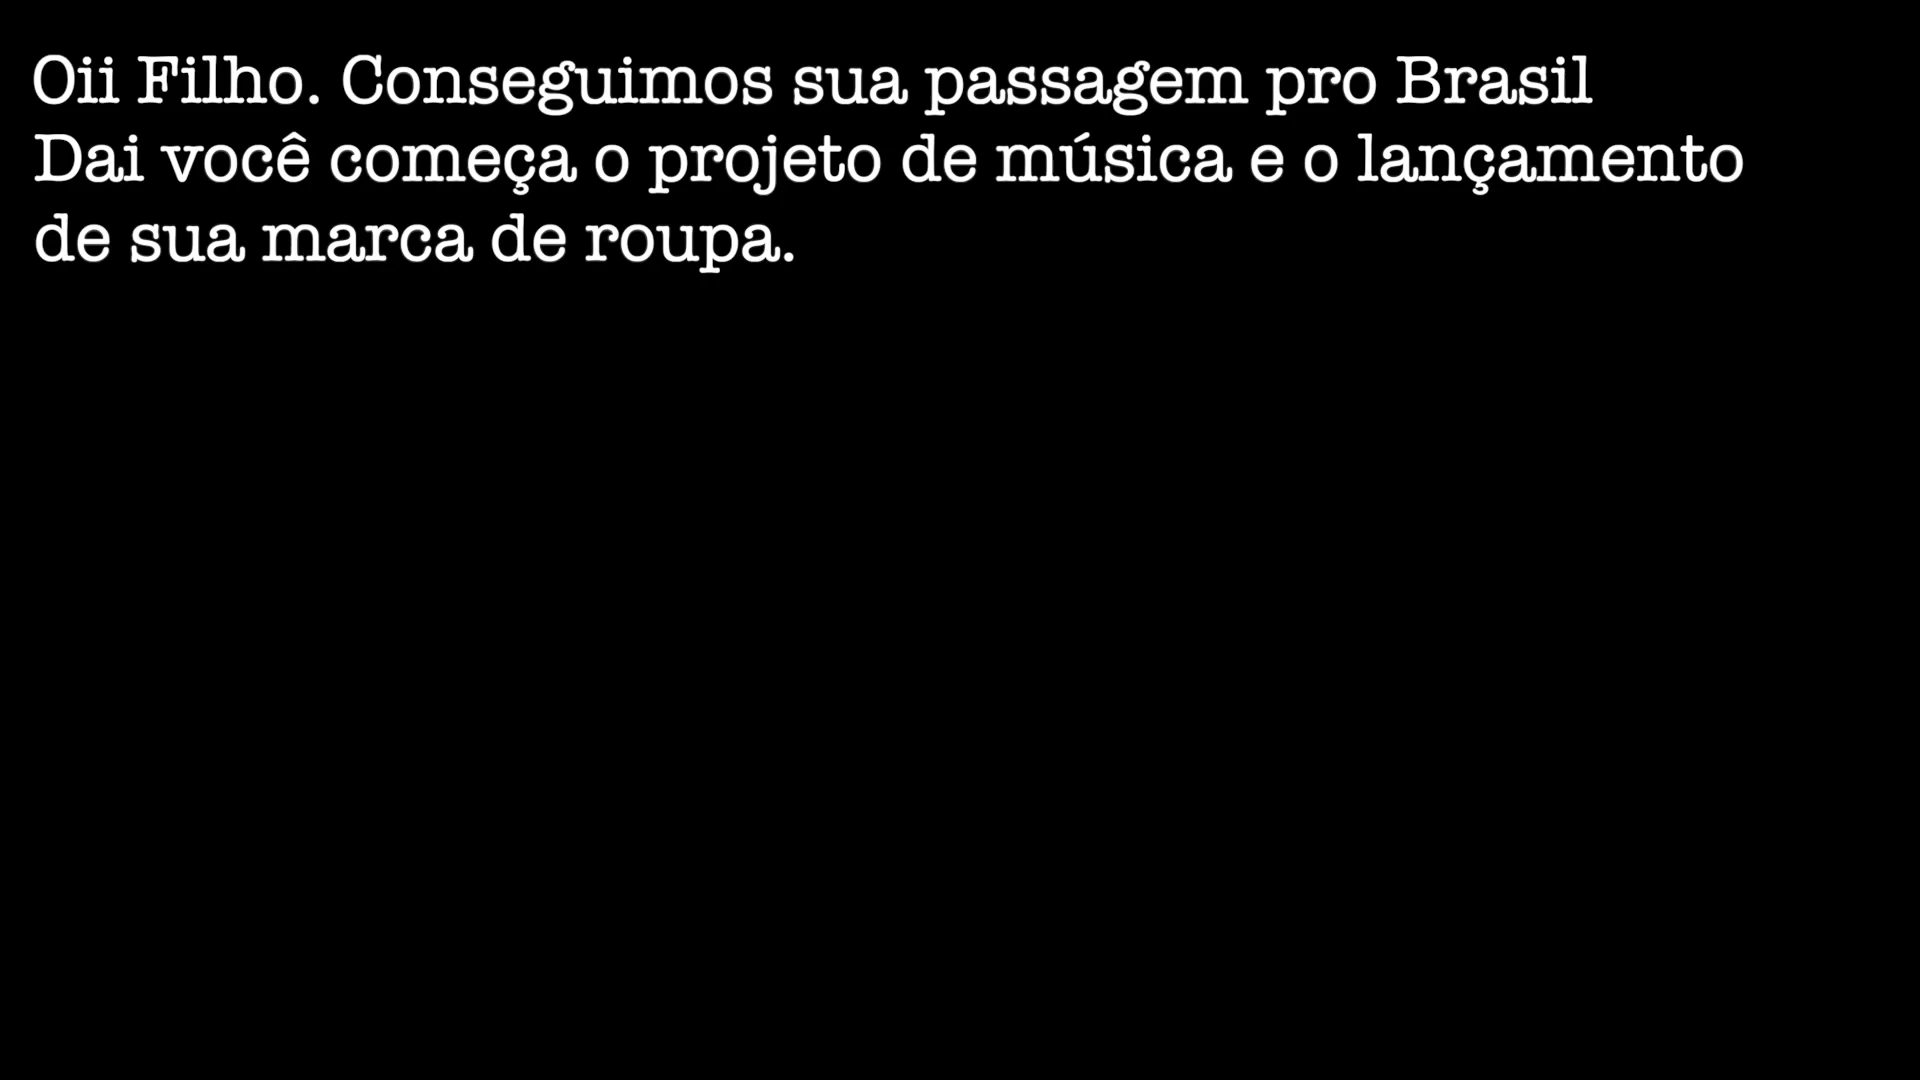 Oii Filho. Conseguimos sua passagem pro Brasil
Dai você começa o projeto de música e o lançamento
de sua marca de roupa.